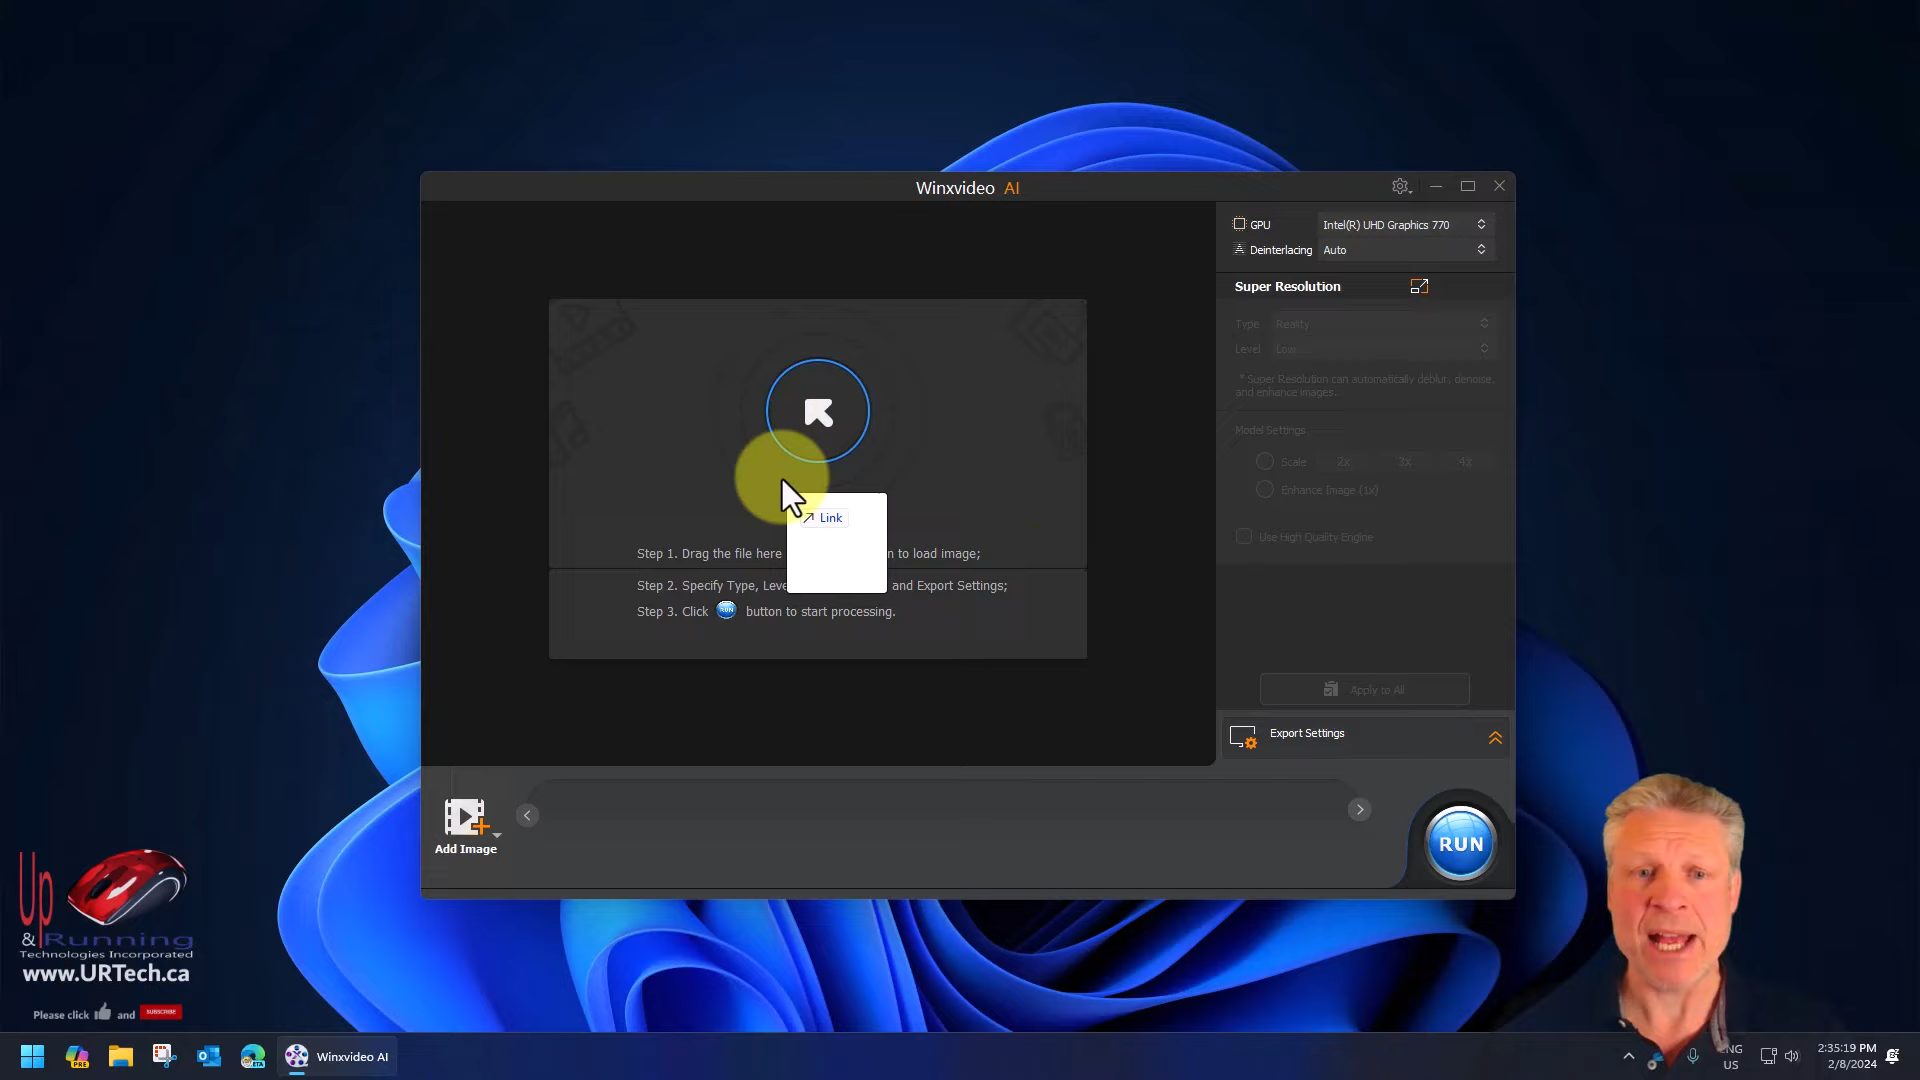 Winxvideo AI
GPU Intel(R) UHD Graphics 770
Deinterlacing Auto
Super Resolution
Type Reality
Level Low
* Super Resolution can automatically deblur, denoise,
and enhance images.
Model Settings
Scale 2x 3x 4x
Enhance Image (1x)
Use High Quality Engine
Apply to All
Export Settings
Link
Step 1. Drag the file here n to load image;
Step 2. Specify Type, Leve and Export Settings;
Step 3. Click RUN button to start processing.
Add Image
RUN
Up
& Running
Technologies Incorporated
www.URTech.ca
Please click and SUBSCRIBE
PRE
BETA
Winxvideo AI
ENG
US
2:35:19 PM
2/8/2024